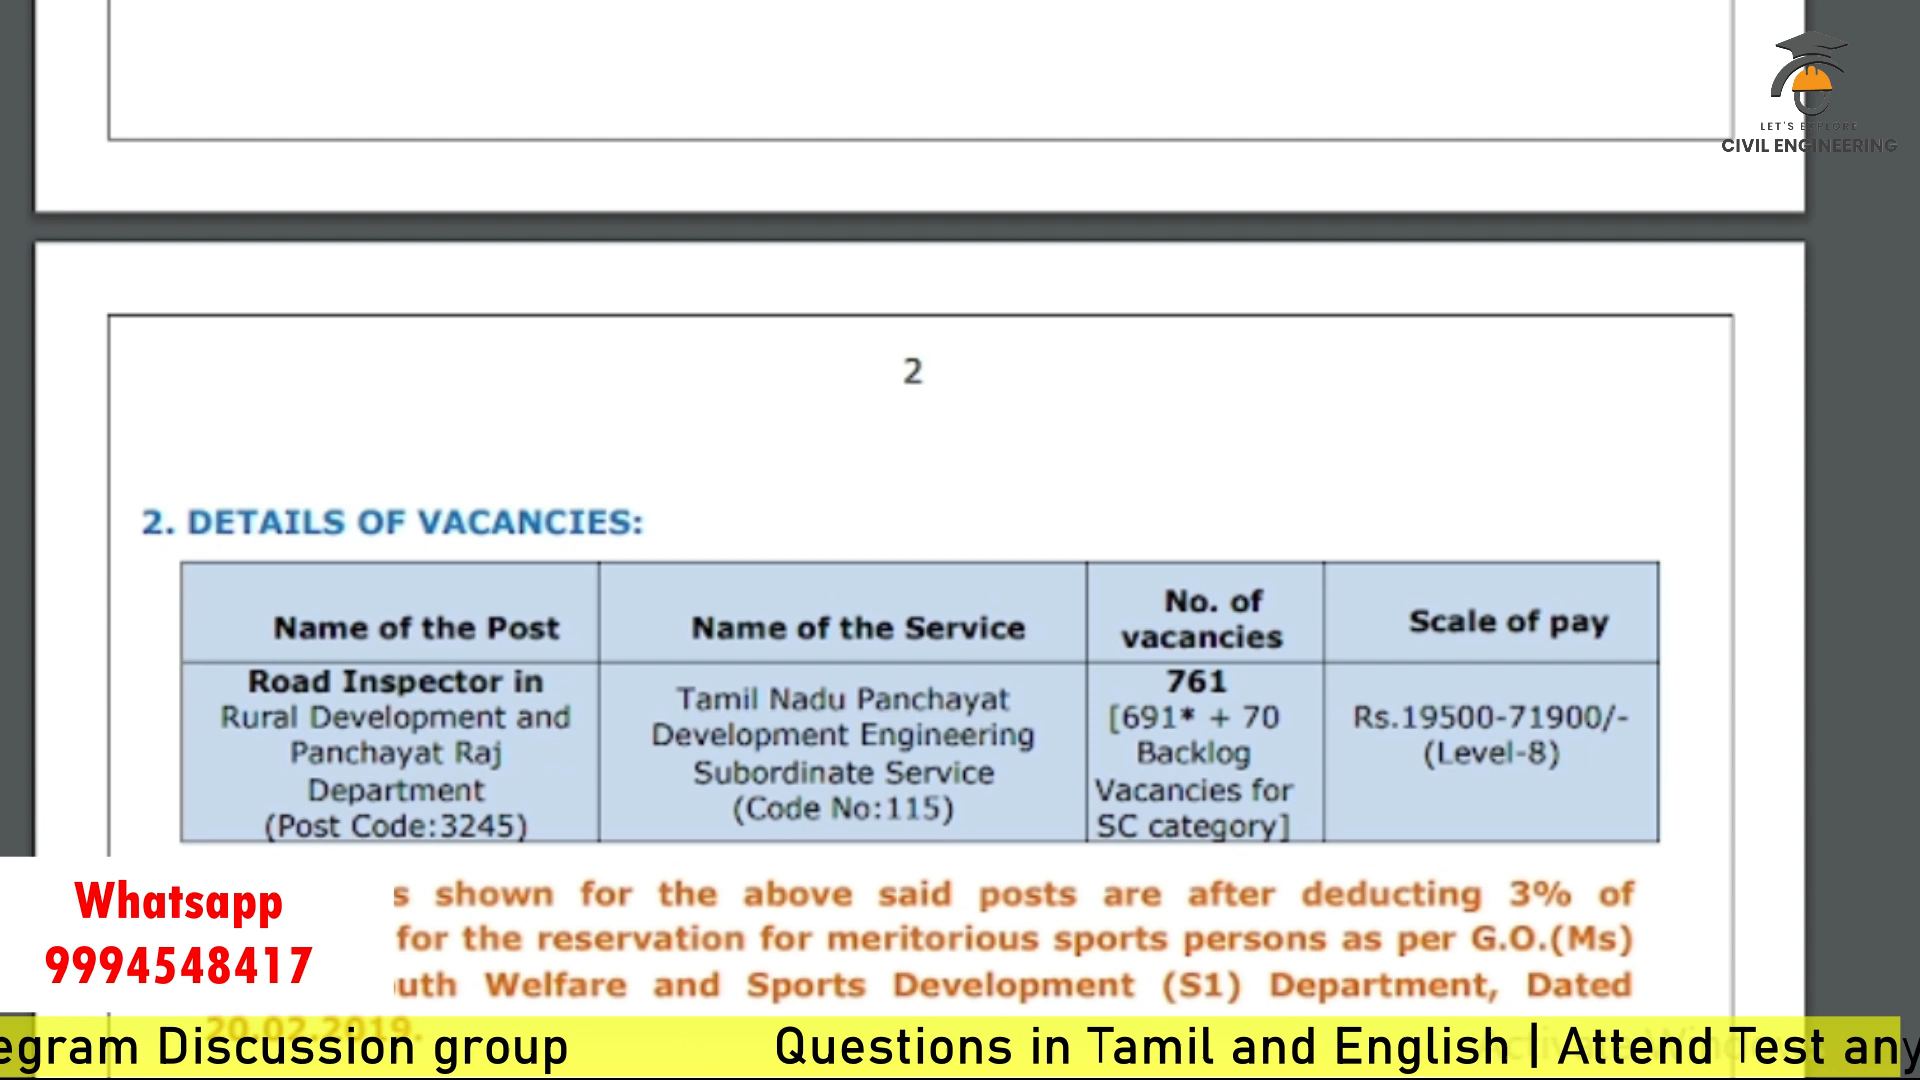 LET'S EXPLORE
CIVIL ENGINEERING
2
2. DETAILS OF VACANCIES:
Name of the Post
Name of the Service
No. of
vacancies
Scale of pay
Road Inspector in
Rural Development and
Panchayat Raj
Department
(Post Code:3245)
Tamil Nadu Panchayat
Development Engineering
Subordinate Service
(Code No:115)
761
[691* + 70
Backlog
Vacancies for
SC category]
Rs.19500-71900/-
(Level-8)
s shown for the above said posts are after deducting 3% of
for the reservation for meritorious sports persons as per G.O.(Ms)
uth Welfare and Sports Development (S1) Department, Dated
20.02.2019.
Whatsapp
9994548417
egram Discussion group Questions in Tamil and English | Attend Test any